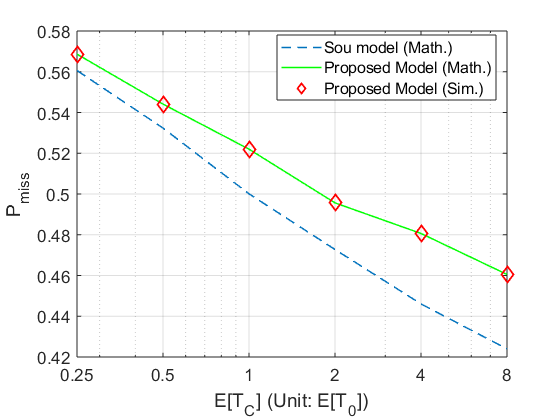 0.58
0.56
0.54
0.52
0.5
0.48
0.46
0.44
0.42
P_miss
Sou model (Math.)
Proposed Model (Math.)
Proposed Model (Sim.)
0.25 0.5 1 2 4 8
E[T_C] (Unit: E[T_0])